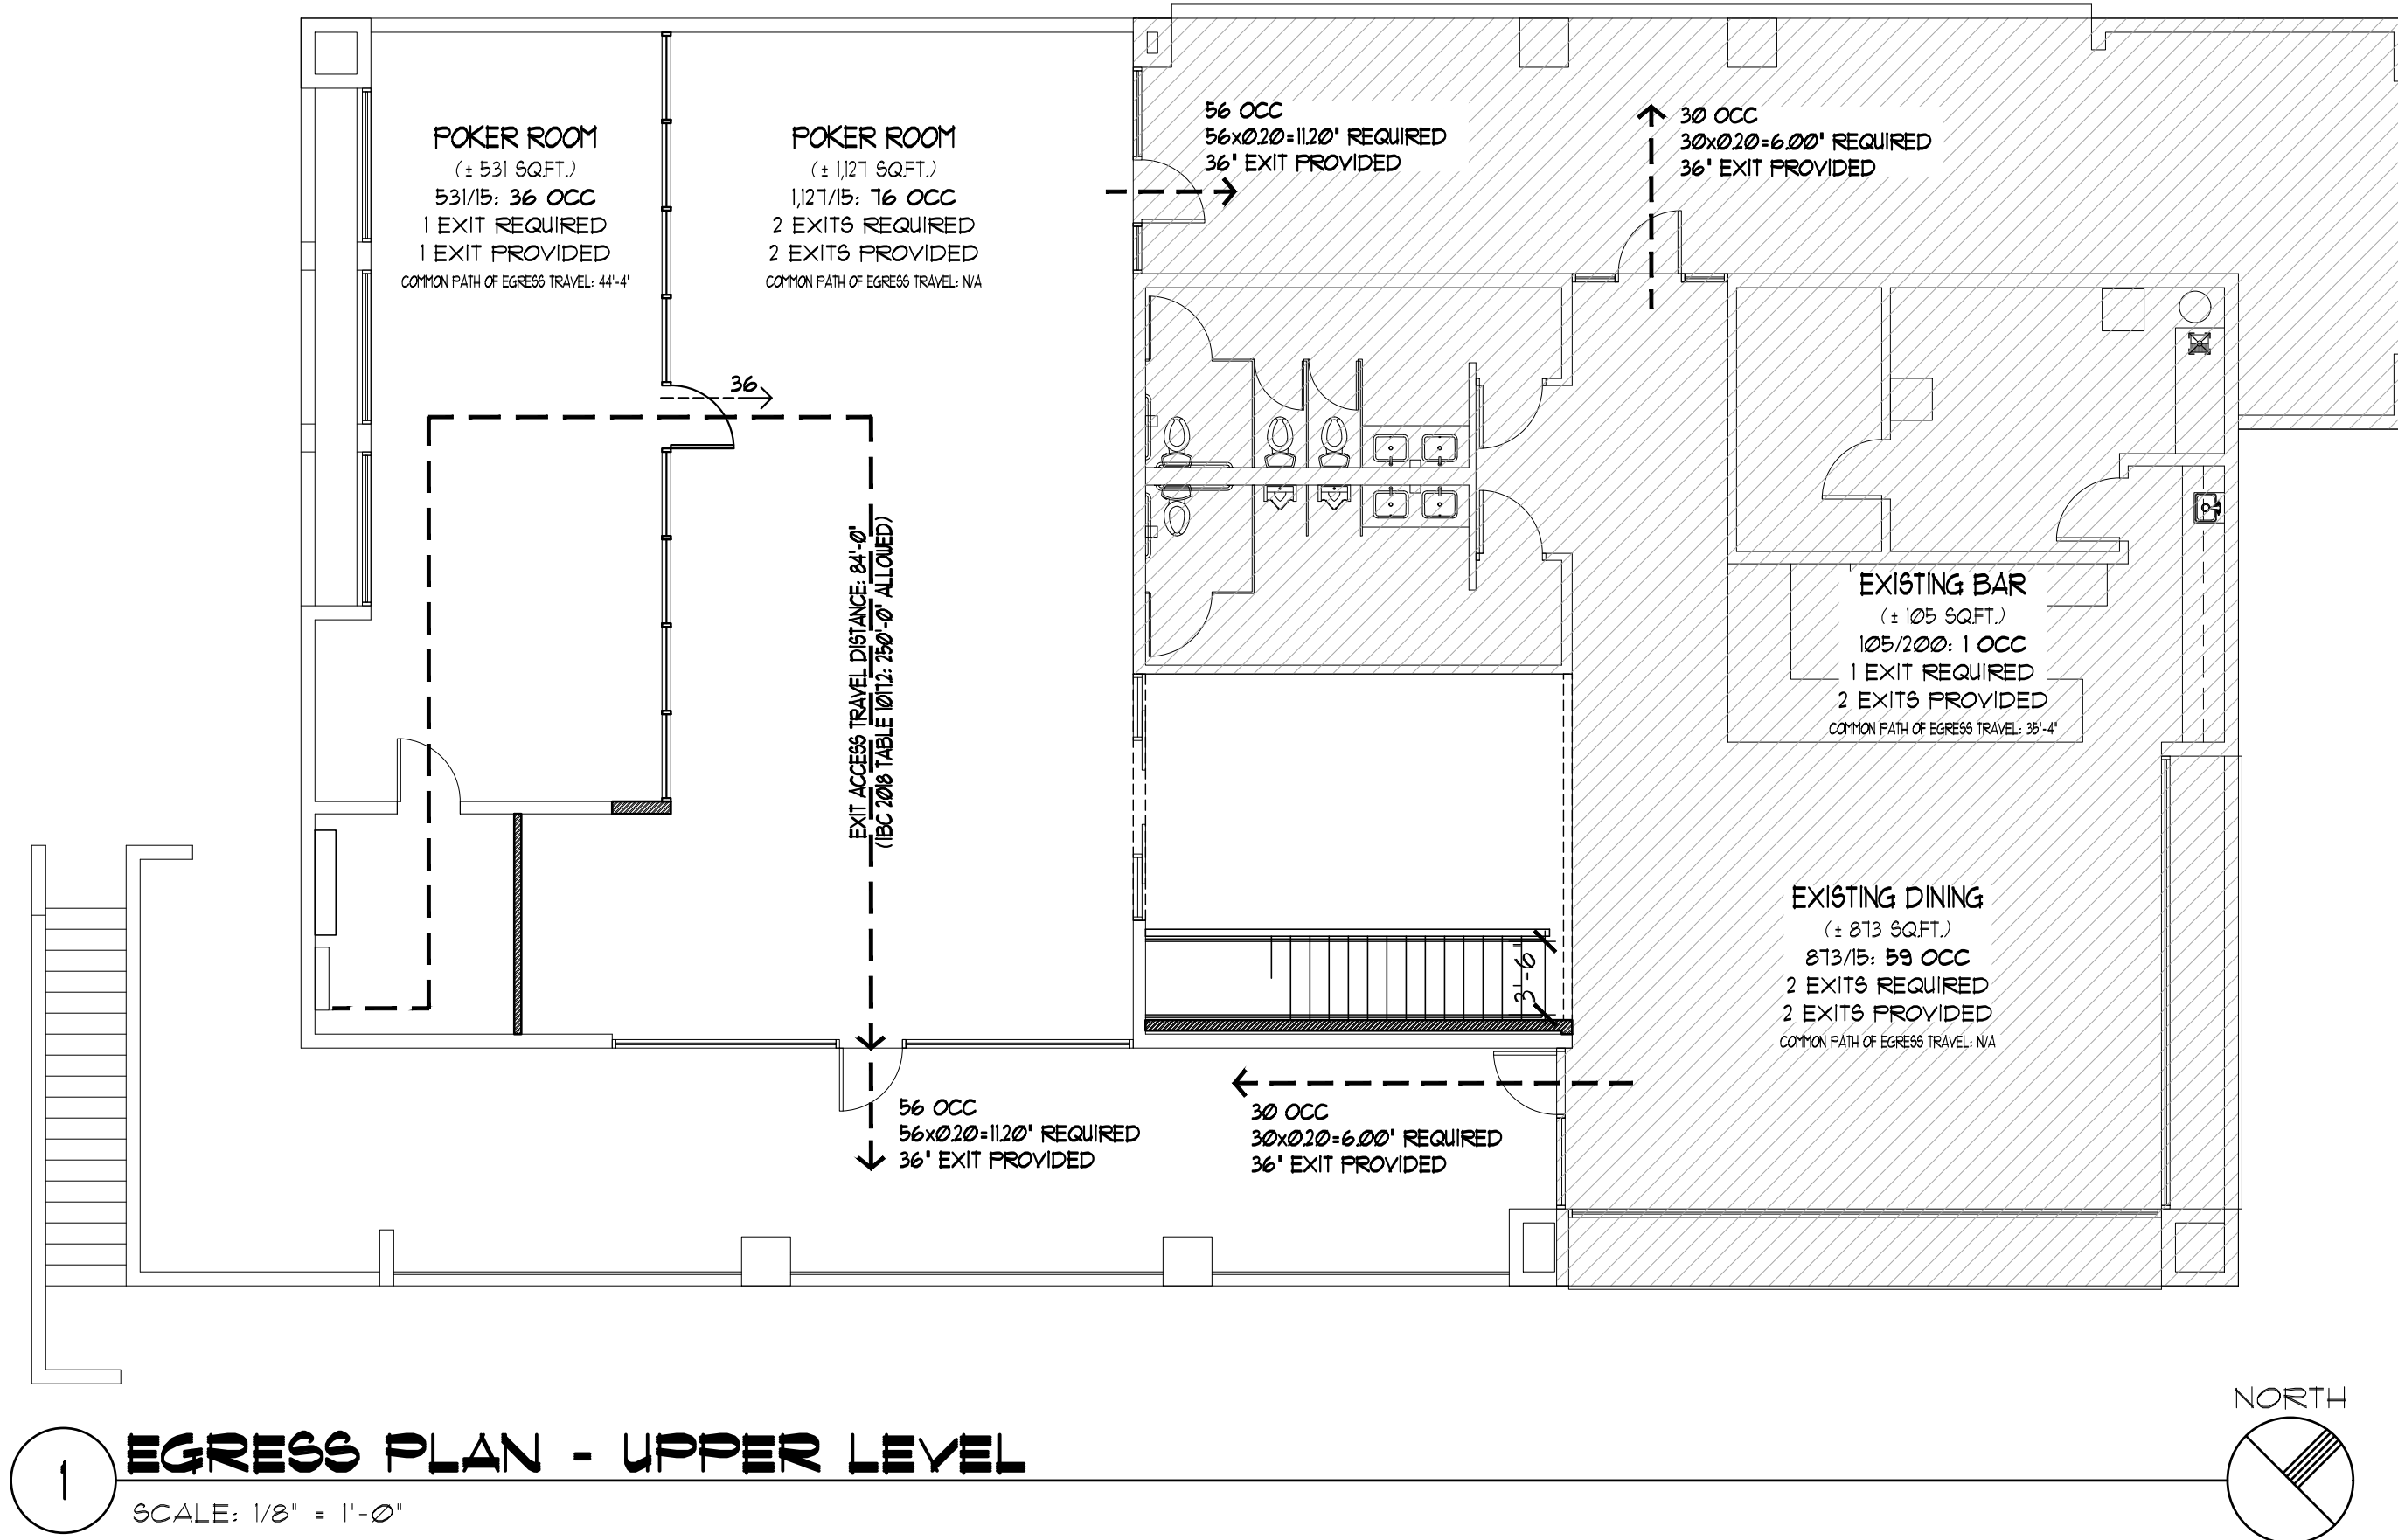 POKER ROOM
(± 531 SQ.FT.)
531/15: 36 OCC
1 EXIT REQUIRED
1 EXIT PROVIDED
COMMON PATH OF EGRESS TRAVEL: 44'-4"
POKER ROOM
(± 1,127 SQ.FT.)
1,127/15: 76 OCC
2 EXITS REQUIRED
2 EXITS PROVIDED
COMMON PATH OF EGRESS TRAVEL: N/A
56 OCC
56x0.20=11.20" REQUIRED
36" EXIT PROVIDED
30 OCC
30x0.20=6.00" REQUIRED
36" EXIT PROVIDED
36
EXIT ACCESS TRAVEL DISTANCE: 84'-0"
(IBC 2018 TABLE 1017.2: 250'-0" ALLOWED)
EXISTING BAR
(± 105 SQ.FT.)
105/200: 1 OCC
1 EXIT REQUIRED
2 EXITS PROVIDED
COMMON PATH OF EGRESS TRAVEL: 35'-4"
EXISTING DINING
(± 873 SQ.FT.)
873/15: 59 OCC
2 EXITS REQUIRED
2 EXITS PROVIDED
COMMON PATH OF EGRESS TRAVEL: N/A
3'-6"
56 OCC
56x0.20=11.20" REQUIRED
36" EXIT PROVIDED
30 OCC
30x0.20=6.00" REQUIRED
36" EXIT PROVIDED
NORTH
1
EGRESS PLAN - UPPER LEVEL
SCALE: 1/8" = 1'-0"